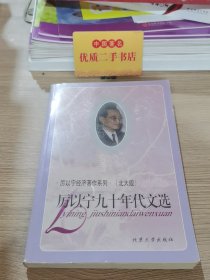 中国书名
优质二手书店
厉以宁经济著作系列 (北大版)
厉以宁九十年代文选
Liyining jiushiniandaiwenxuan
北京大学出版社